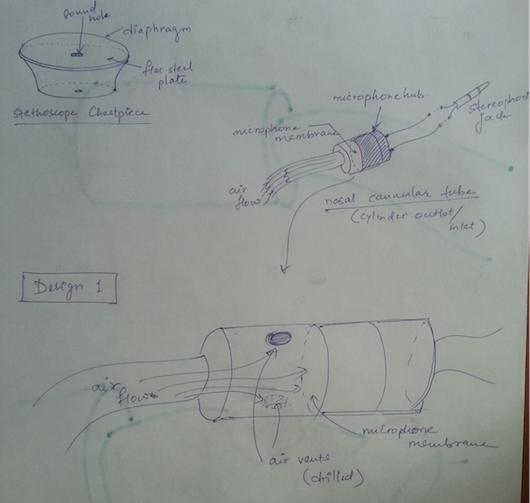 sound
hole
diaphragm
flat steel
plate
Stethoscope Chestpiece
microphone hub
stereophonic
jack
microphone
membrane
air
flow
nasal cannular tube
(cylinder outlet/
inlet)
Design 1
air
flow
microphone
membrane
air vents
(drilled)